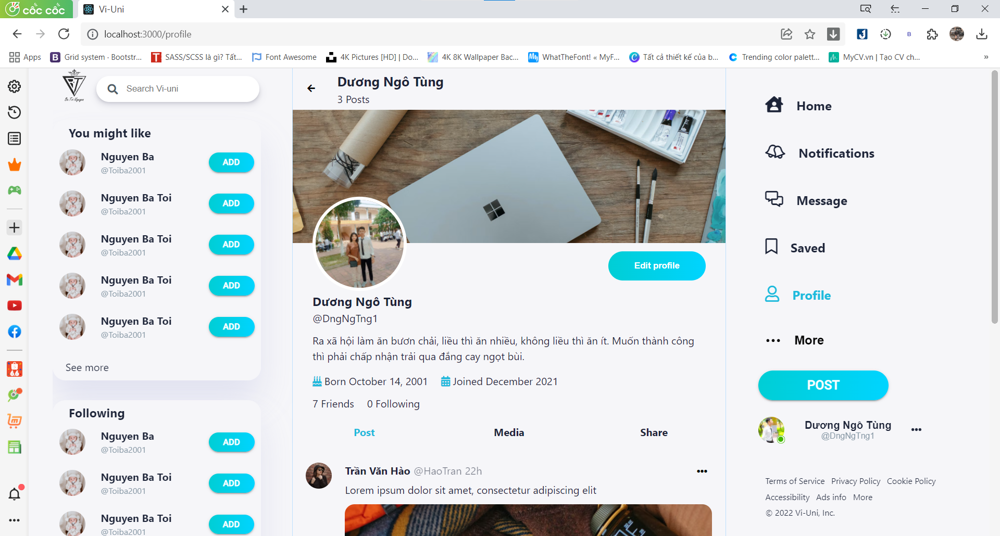 cốc cốc
Vi-Uni
localhost:3000/profile
Apps
Grid system · Bootstr...
SASS/SCSS là gì? Tất...
Font Awesome
4K Pictures [HD] | Do...
4K 8K Wallpaper Bac...
WhatTheFont! « MyF...
Tất cả thiết kế của b...
Trending color palett...
MyCV.vn | Tạo CV ch...
»
Ba Toi Nguyen
Search Vi-uni
You might like
Nguyen Ba
@Toiba2001
ADD
Nguyen Ba Toi
@Toiba2001
ADD
Nguyen Ba Toi
@Toiba2001
ADD
Nguyen Ba Toi
@Toiba2001
ADD
Nguyen Ba Toi
@Toiba2001
ADD
See more
Following
Nguyen Ba
@Toiba2001
ADD
Nguyen Ba Toi
@Toiba2001
ADD
Nguyen Ba Toi
@Toiba2001
ADD
6.6
Dương Ngô Tùng
3 Posts
Edit profile
Dương Ngô Tùng
@DngNgTng1
Ra xã hội làm ăn bươn chải, liều thì ăn nhiều, không liều thì ăn ít. Muốn thành công
thì phải chấp nhận trải qua đắng cay ngọt bùi.
Born October 14, 2001
Joined December 2021
7 Friends
0 Following
Post
Media
Share
Trần Văn Hào @HaoTran 22h
Lorem ipsum dolor sit amet, consectetur adipiscing elit
Home
Notifications
Message
Saved
Profile
More
POST
Dương Ngô Tùng
@DngNgTng1
Terms of Service Privacy Policy Cookie Policy
Accessibility Ads info More
© 2022 Vi-Uni, Inc.